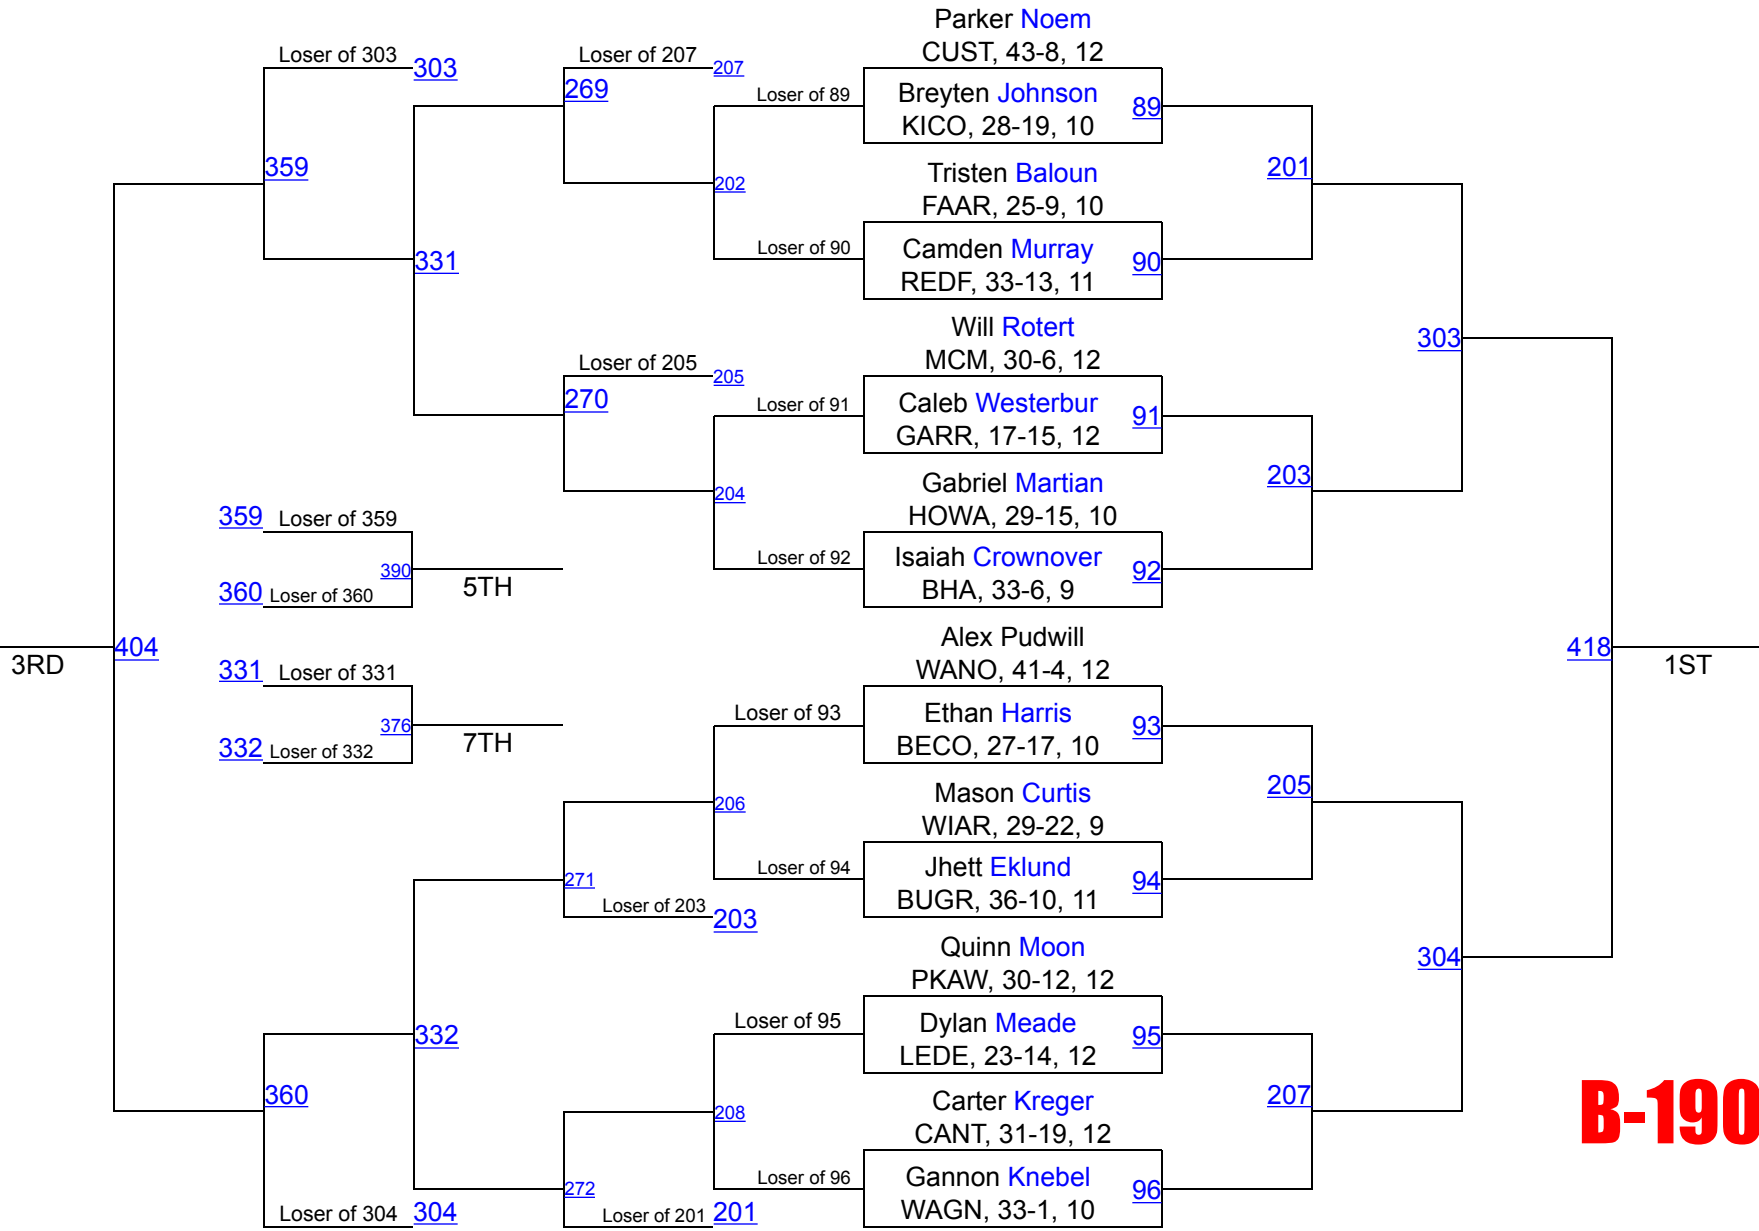 Parker Noem
CUST, 43-8, 12
Loser of 303 303
Loser of 207 207
269
Loser of 89
Breyten Johnson
KICO, 28-19, 10
89
359
202
Tristen Baloun
FAAR, 25-9, 10
201
331
Loser of 90
Camden Murray
REDF, 33-13, 11
90
Will Rotert
MCM, 30-6, 12
303
Loser of 205 205
270
Loser of 91
Caleb Westerbur
GARR, 17-15, 12
91
204
Gabriel Martian
HOWA, 29-15, 10
203
359 Loser of 359
390
5TH
360 Loser of 360
Loser of 92
Isaiah Crownover
BHA, 33-6, 9
92
Alex Pudwill
WANO, 41-4, 12
3RD
404
418
1ST
331 Loser of 331
376
7TH
332 Loser of 332
Loser of 93
Ethan Harris
BECO, 27-17, 10
93
206
Mason Curtis
WIAR, 29-22, 9
205
271
Loser of 94
Jhett Eklund
BUGR, 36-10, 11
94
Loser of 203 203
Quinn Moon
PKAW, 30-12, 12
304
332
Loser of 95
Dylan Meade
LEDE, 23-14, 12
95
360
208
Carter Kreger
CANT, 31-19, 12
207
B-190
272
Loser of 96
Gannon Knebel
WAGN, 33-1, 10
96
Loser of 304 304
Loser of 201 201